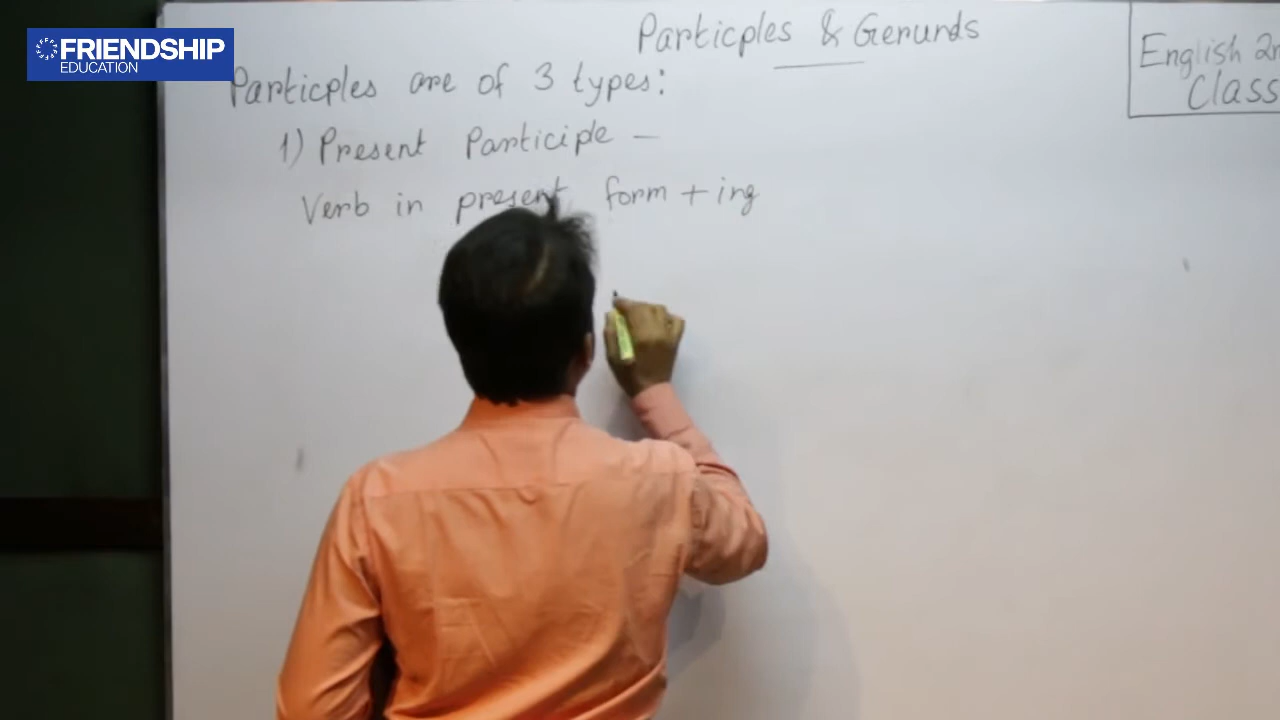 FRIENDSHIP
EDUCATION
Particples & Gerunds
English 2n
Class
Particples are of 3 types:
1) Present Participle –
Verb in present form + ing